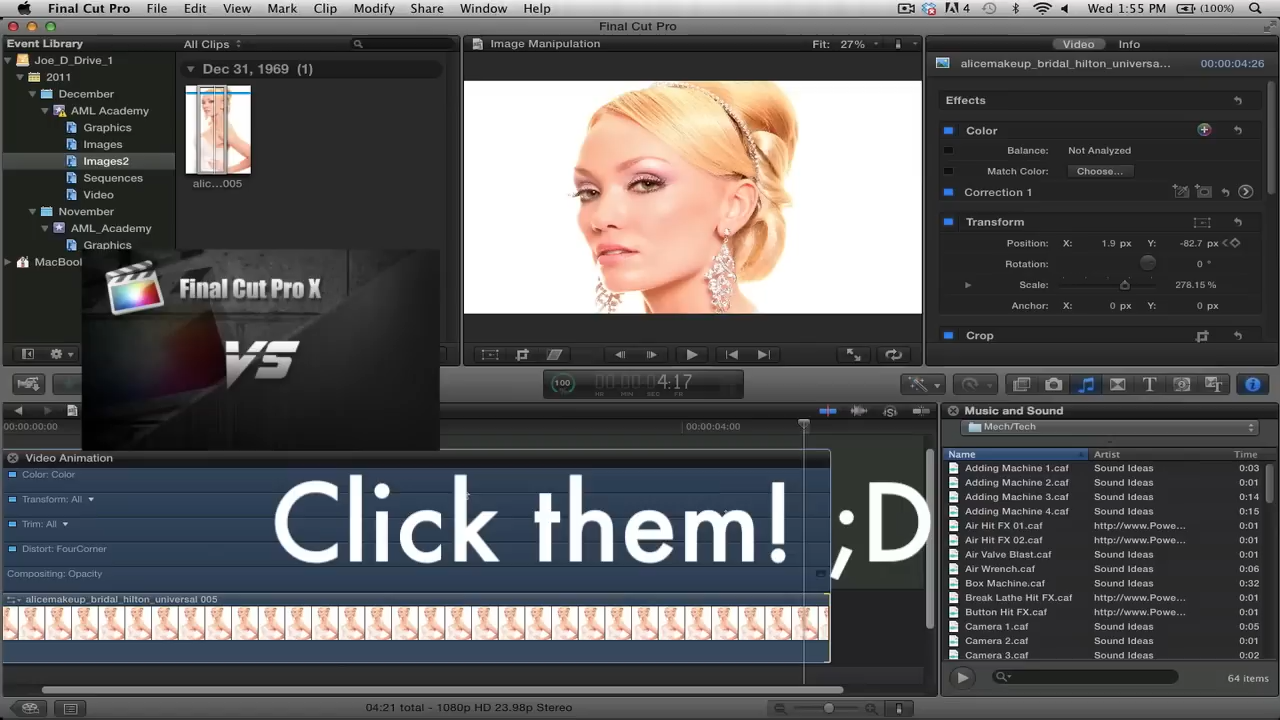 Final Cut Pro File Edit View Mark Clip Modify Share Window Help 4 Wed 1:55 PM (100%)
Final Cut Pro
Event Library
All Clips
Joe_D_Drive_1
2011
December
AML Academy
Graphics
Images
Images2
Sequences
Video
November
AML_Academy
Graphics
MacBook
Dec 31, 1969 (1)
alic...005
Image Manipulation
Fit: 27%
Video Info
alicemakeup_bridal_hilton_universa... 00:00:04:26
Effects
Color
Balance: Not Analyzed
Match Color: Choose...
Correction 1
Transform
Position: X: 1.9 px Y: -82.7 px
Rotation: 0 °
Scale: 278.15 %
Anchor: X: 0 px Y: 0 px
Crop
Final Cut Pro X
VS
100 4:17
HR MIN SEC FR
00:00:00:00
00:00:04:00
Video Animation
Color: Color
Transform: All
Trim: All
Distort: FourCorner
Compositing: Opacity
Click them! ;D
alicemakeup_bridal_hilton_universal 005
04:21 total - 1080p HD 23.98p Stereo
Music and Sound
Mech/Tech
Name Artist Time
Adding Machine 1.caf Sound Ideas 0:03
Adding Machine 2.caf Sound Ideas 0:02
Adding Machine 3.caf Sound Ideas 0:14
Adding Machine 4.caf Sound Ideas 0:15
Air Hit FX 01.caf http://www.Powe... 0:01
Air Hit FX 02.caf http://www.Powe... 0:01
Air Valve Blast.caf Sound Ideas 0:01
Air Wrench.caf Sound Ideas 0:06
Box Machine.caf Sound Ideas 0:32
Break Lathe Hit FX.caf http://www.Powe... 0:01
Button Hit FX.caf http://www.Powe... 0:01
Camera 1.caf Sound Ideas 0:05
Camera 2.caf Sound Ideas 0:01
Camera 3.caf Sound Ideas 0:02
64 items